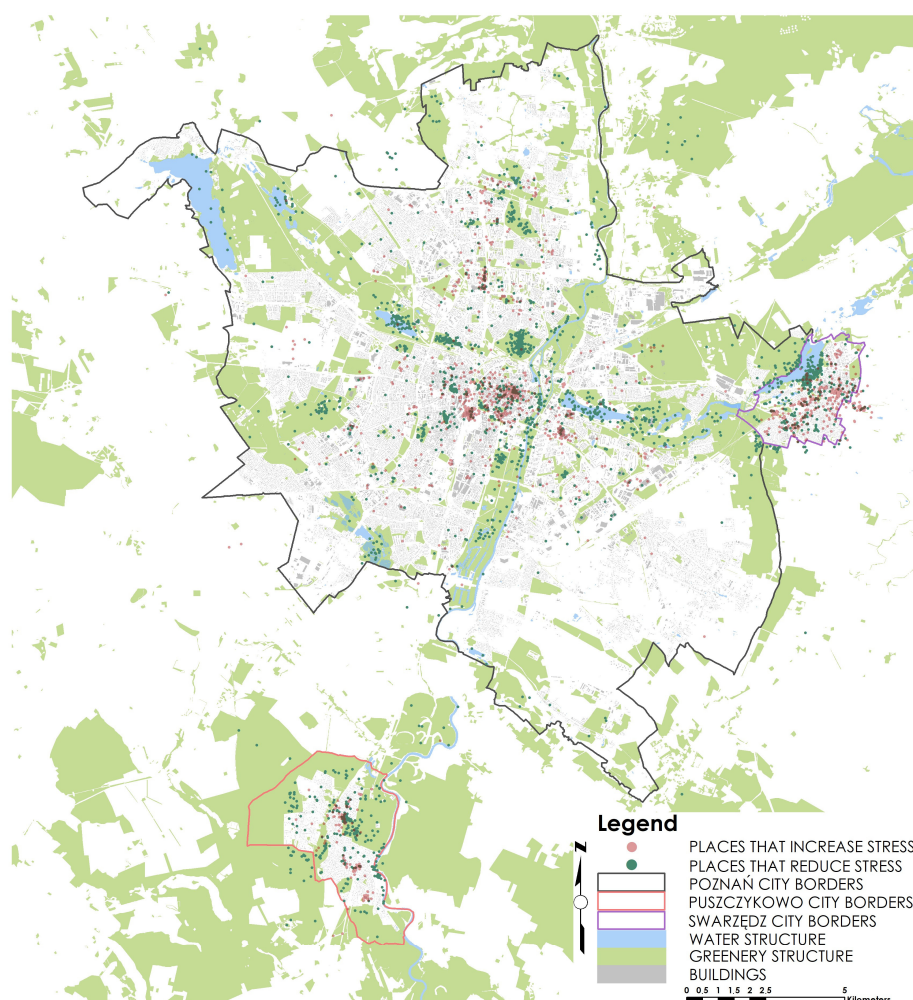 Legend
PLACES THAT INCREASE STRESS
PLACES THAT REDUCE STRESS
POZNAŃ CITY BORDERS
PUSZCZYKOWO CITY BORDERS
SWARZĘDZ CITY BORDERS
WATER STRUCTURE
GREENERY STRUCTURE
BUILDINGS
N
0 0.5 1 1.5 2 2.5 5
Kilometers